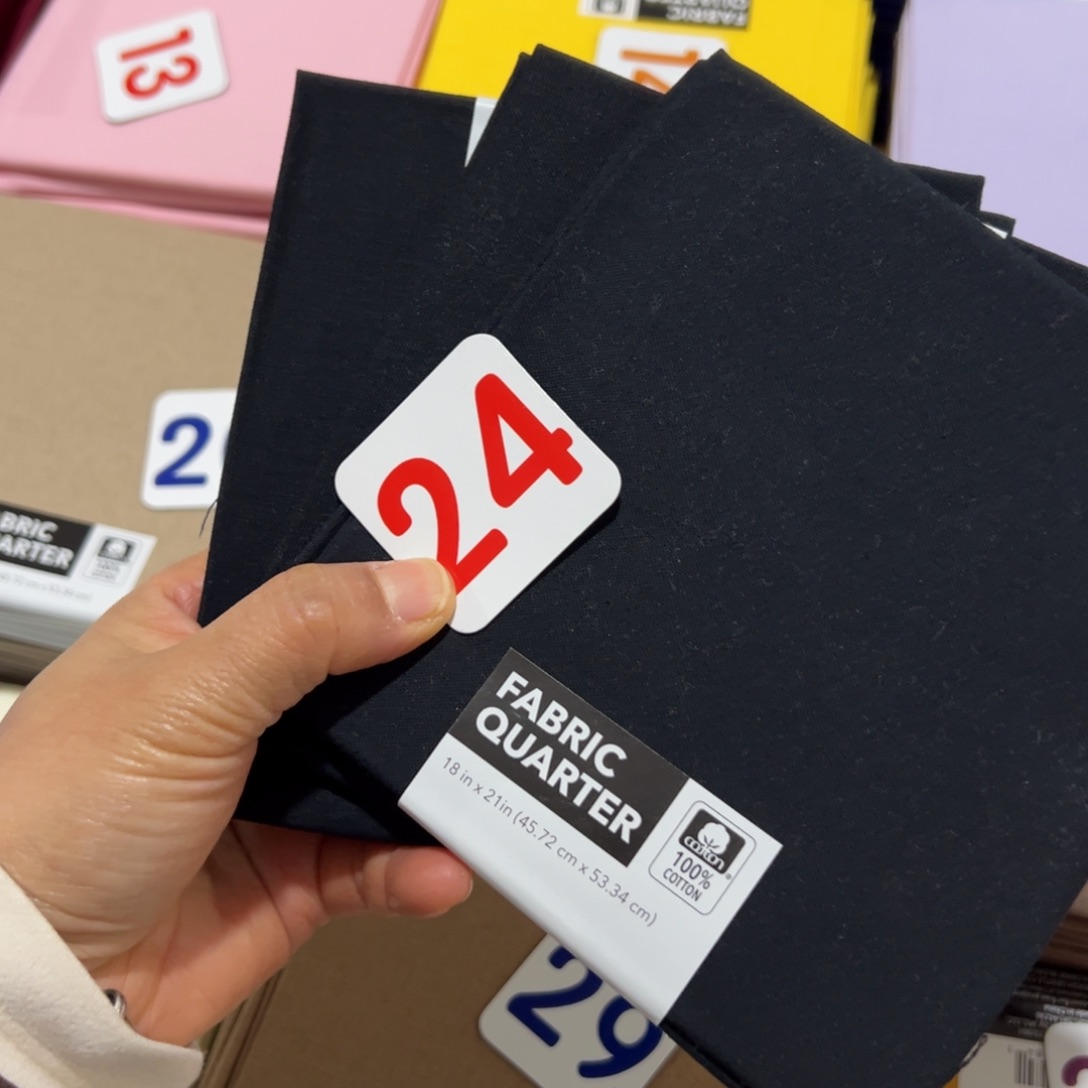 13
FABRIC
2
BRIC
ARTER
24
FABRIC
QUARTER
18 in x 21in (45.72 cm x 53.34 cm)
COTTON
100%
COTTON
29